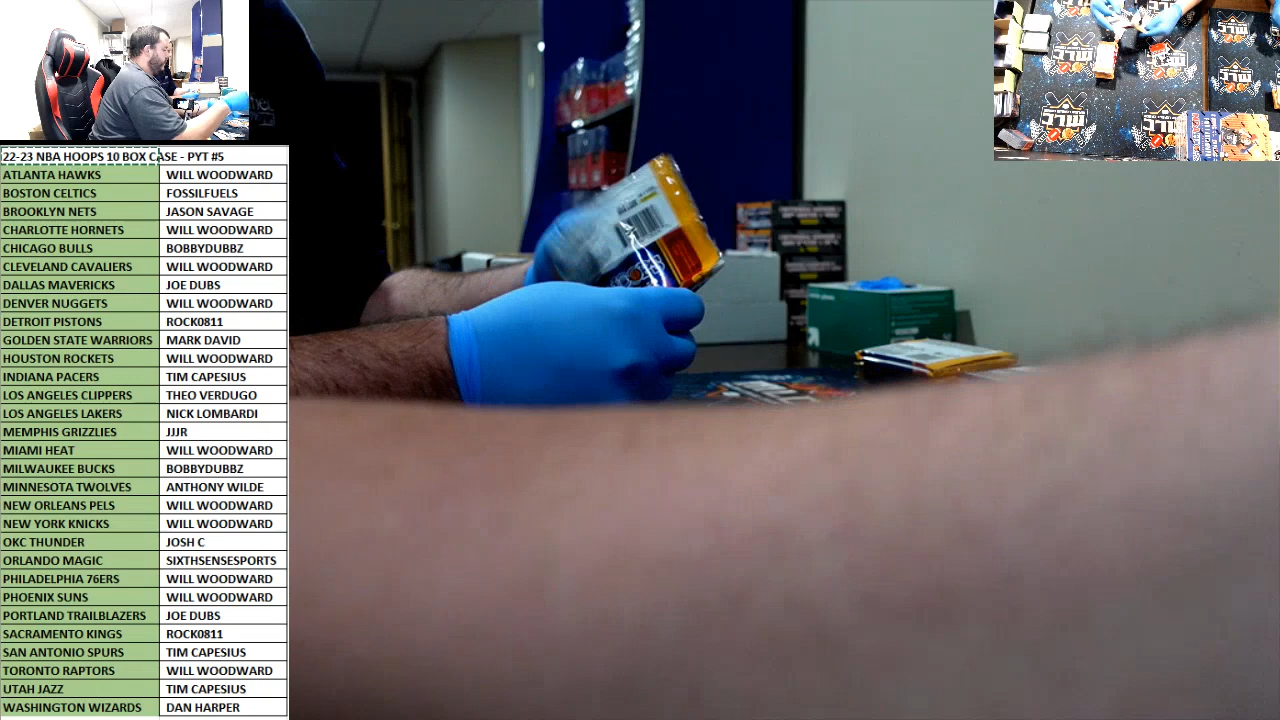 22-23 NBA HOOPS 10 BOX CASE - PYT #5
ATLANTA HAWKS WILL WOODWARD
BOSTON CELTICS FOSSILFUELS
BROOKLYN NETS JASON SAVAGE
CHARLOTTE HORNETS WILL WOODWARD
CHICAGO BULLS BOBBYDUBBZ
CLEVELAND CAVALIERS WILL WOODWARD
DALLAS MAVERICKS JOE DUBS
DENVER NUGGETS WILL WOODWARD
DETROIT PISTONS ROCK0811
GOLDEN STATE WARRIORS MARK DAVID
HOUSTON ROCKETS WILL WOODWARD
INDIANA PACERS TIM CAPESIUS
LOS ANGELES CLIPPERS THEO VERDUGO
LOS ANGELES LAKERS NICK LOMBARDI
MEMPHIS GRIZZLIES JJJR
MIAMI HEAT WILL WOODWARD
MILWAUKEE BUCKS BOBBYDUBBZ
MINNESOTA TWOLVES ANTHONY WILDE
NEW ORLEANS PELS WILL WOODWARD
NEW YORK KNICKS WILL WOODWARD
OKC THUNDER JOSH C
ORLANDO MAGIC SIXTHSENSESPORTS
PHILADELPHIA 76ERS WILL WOODWARD
PHOENIX SUNS WILL WOODWARD
PORTLAND TRAILBLAZERS JOE DUBS
SACRAMENTO KINGS ROCK0811
SAN ANTONIO SPURS TIM CAPESIUS
TORONTO RAPTORS WILL WOODWARD
UTAH JAZZ TIM CAPESIUS
WASHINGTON WIZARDS DAN HARPER
MLC
MLC
MLC
MLC